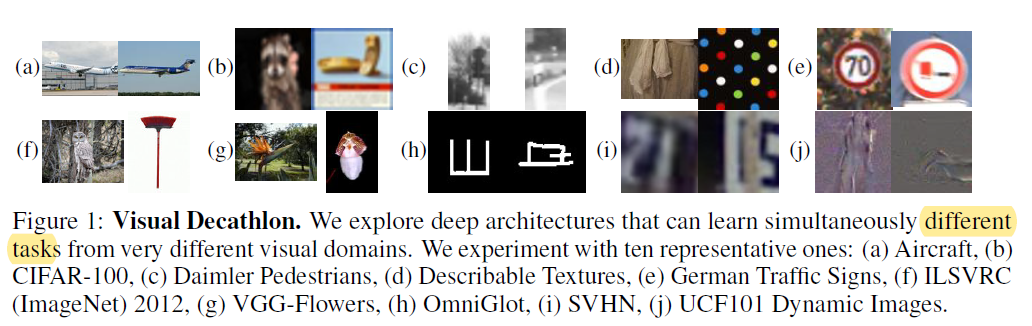 (a) (b) (c) (d) (e)
70
(f) (g) (h) (i) (j)
Figure 1: Visual Decathlon. We explore deep architectures that can learn simultaneously different
tasks from very different visual domains. We experiment with ten representative ones: (a) Aircraft, (b)
CIFAR-100, (c) Daimler Pedestrians, (d) Describable Textures, (e) German Traffic Signs, (f) ILSVRC
(ImageNet) 2012, (g) VGG-Flowers, (h) OmniGlot, (i) SVHN, (j) UCF101 Dynamic Images.